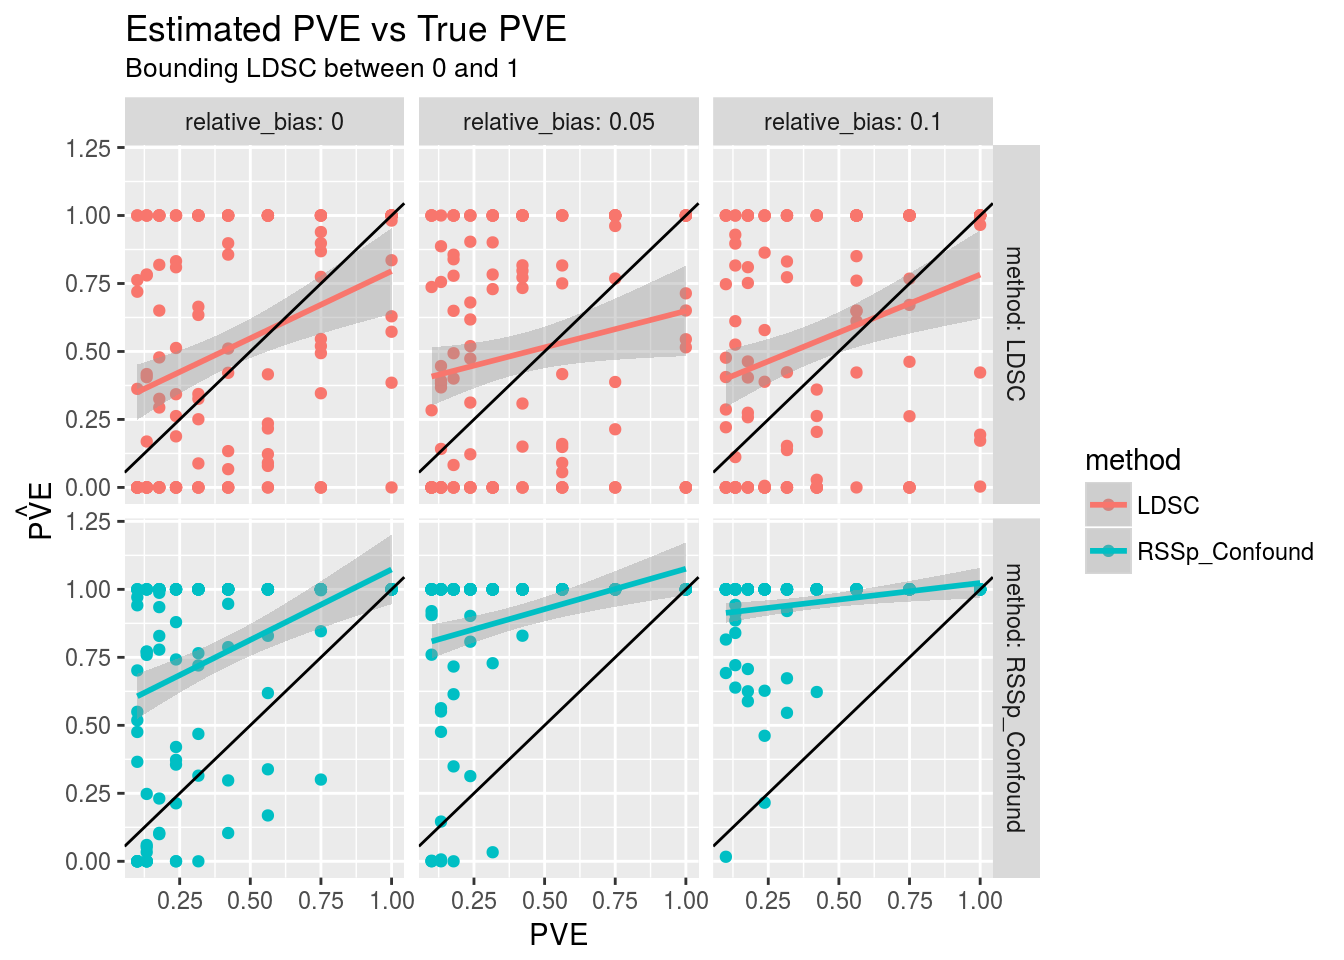 Estimated PVE vs True PVE
Bounding LDSC between 0 and 1
relative_bias: 0
relative_bias: 0.05
relative_bias: 0.1
1.25
1.00
0.75
0.50
0.25
0.00
method: LDSC
1.25
1.00
0.75
0.50
0.25
0.00
method: RSSp_Confound
PV̂E
0.25 0.50 0.75 1.00
0.25 0.50 0.75 1.00
0.25 0.50 0.75 1.00
PVE
method
LDSC
RSSp_Confound